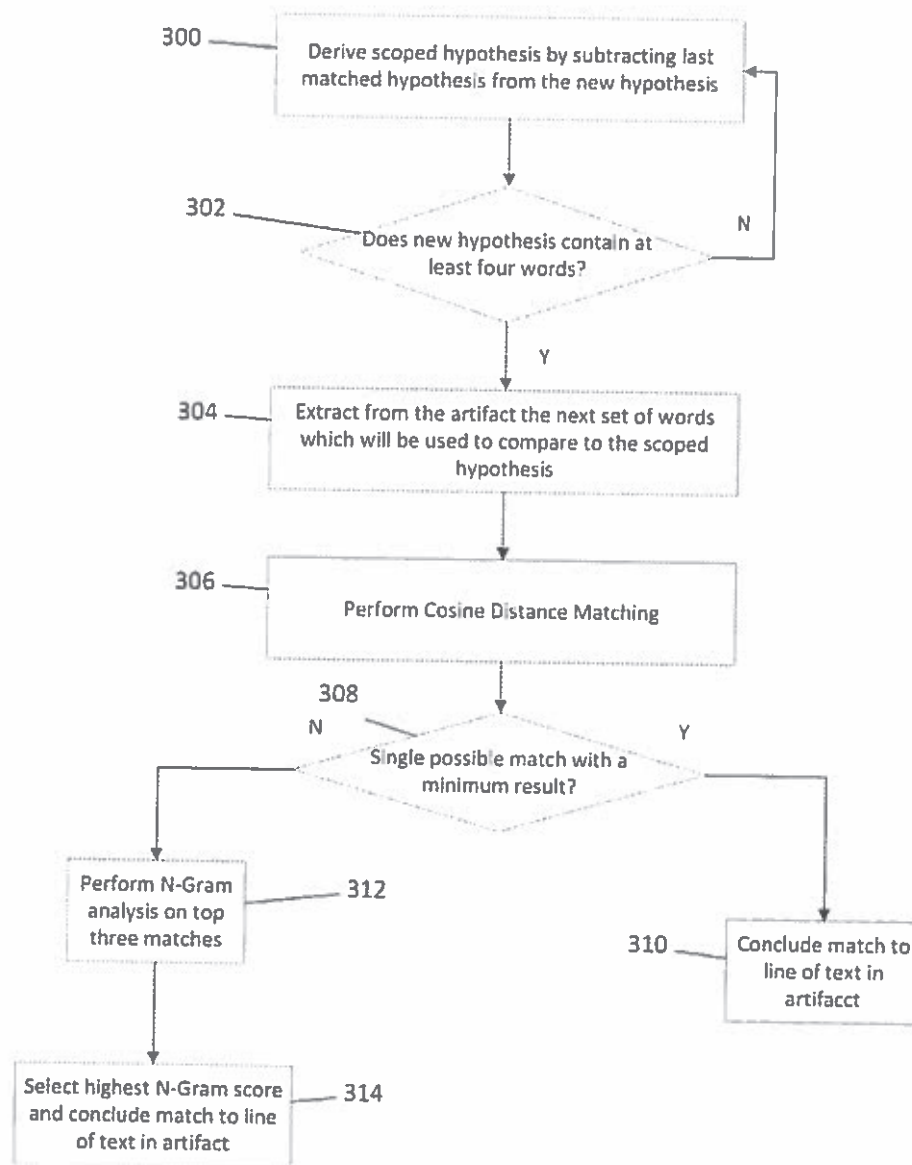 300
Derive scoped hypothesis by subtracting last
matched hypothesis from the new hypothesis
302
N
Does new hypothesis contain at
least four words?
Y
304
Extract from the artifact the next set of words
which will be used to compare to the scoped
hypothesis
306
Perform Cosine Distance Matching
308
N
Y
Single possible match with a
minimum result?
Perform N-Gram
analysis on top
three matches
312
310
Conclude match to
line of text in
artifacct
Select highest N-Gram score
and conclude match to line
of text in artifact
314